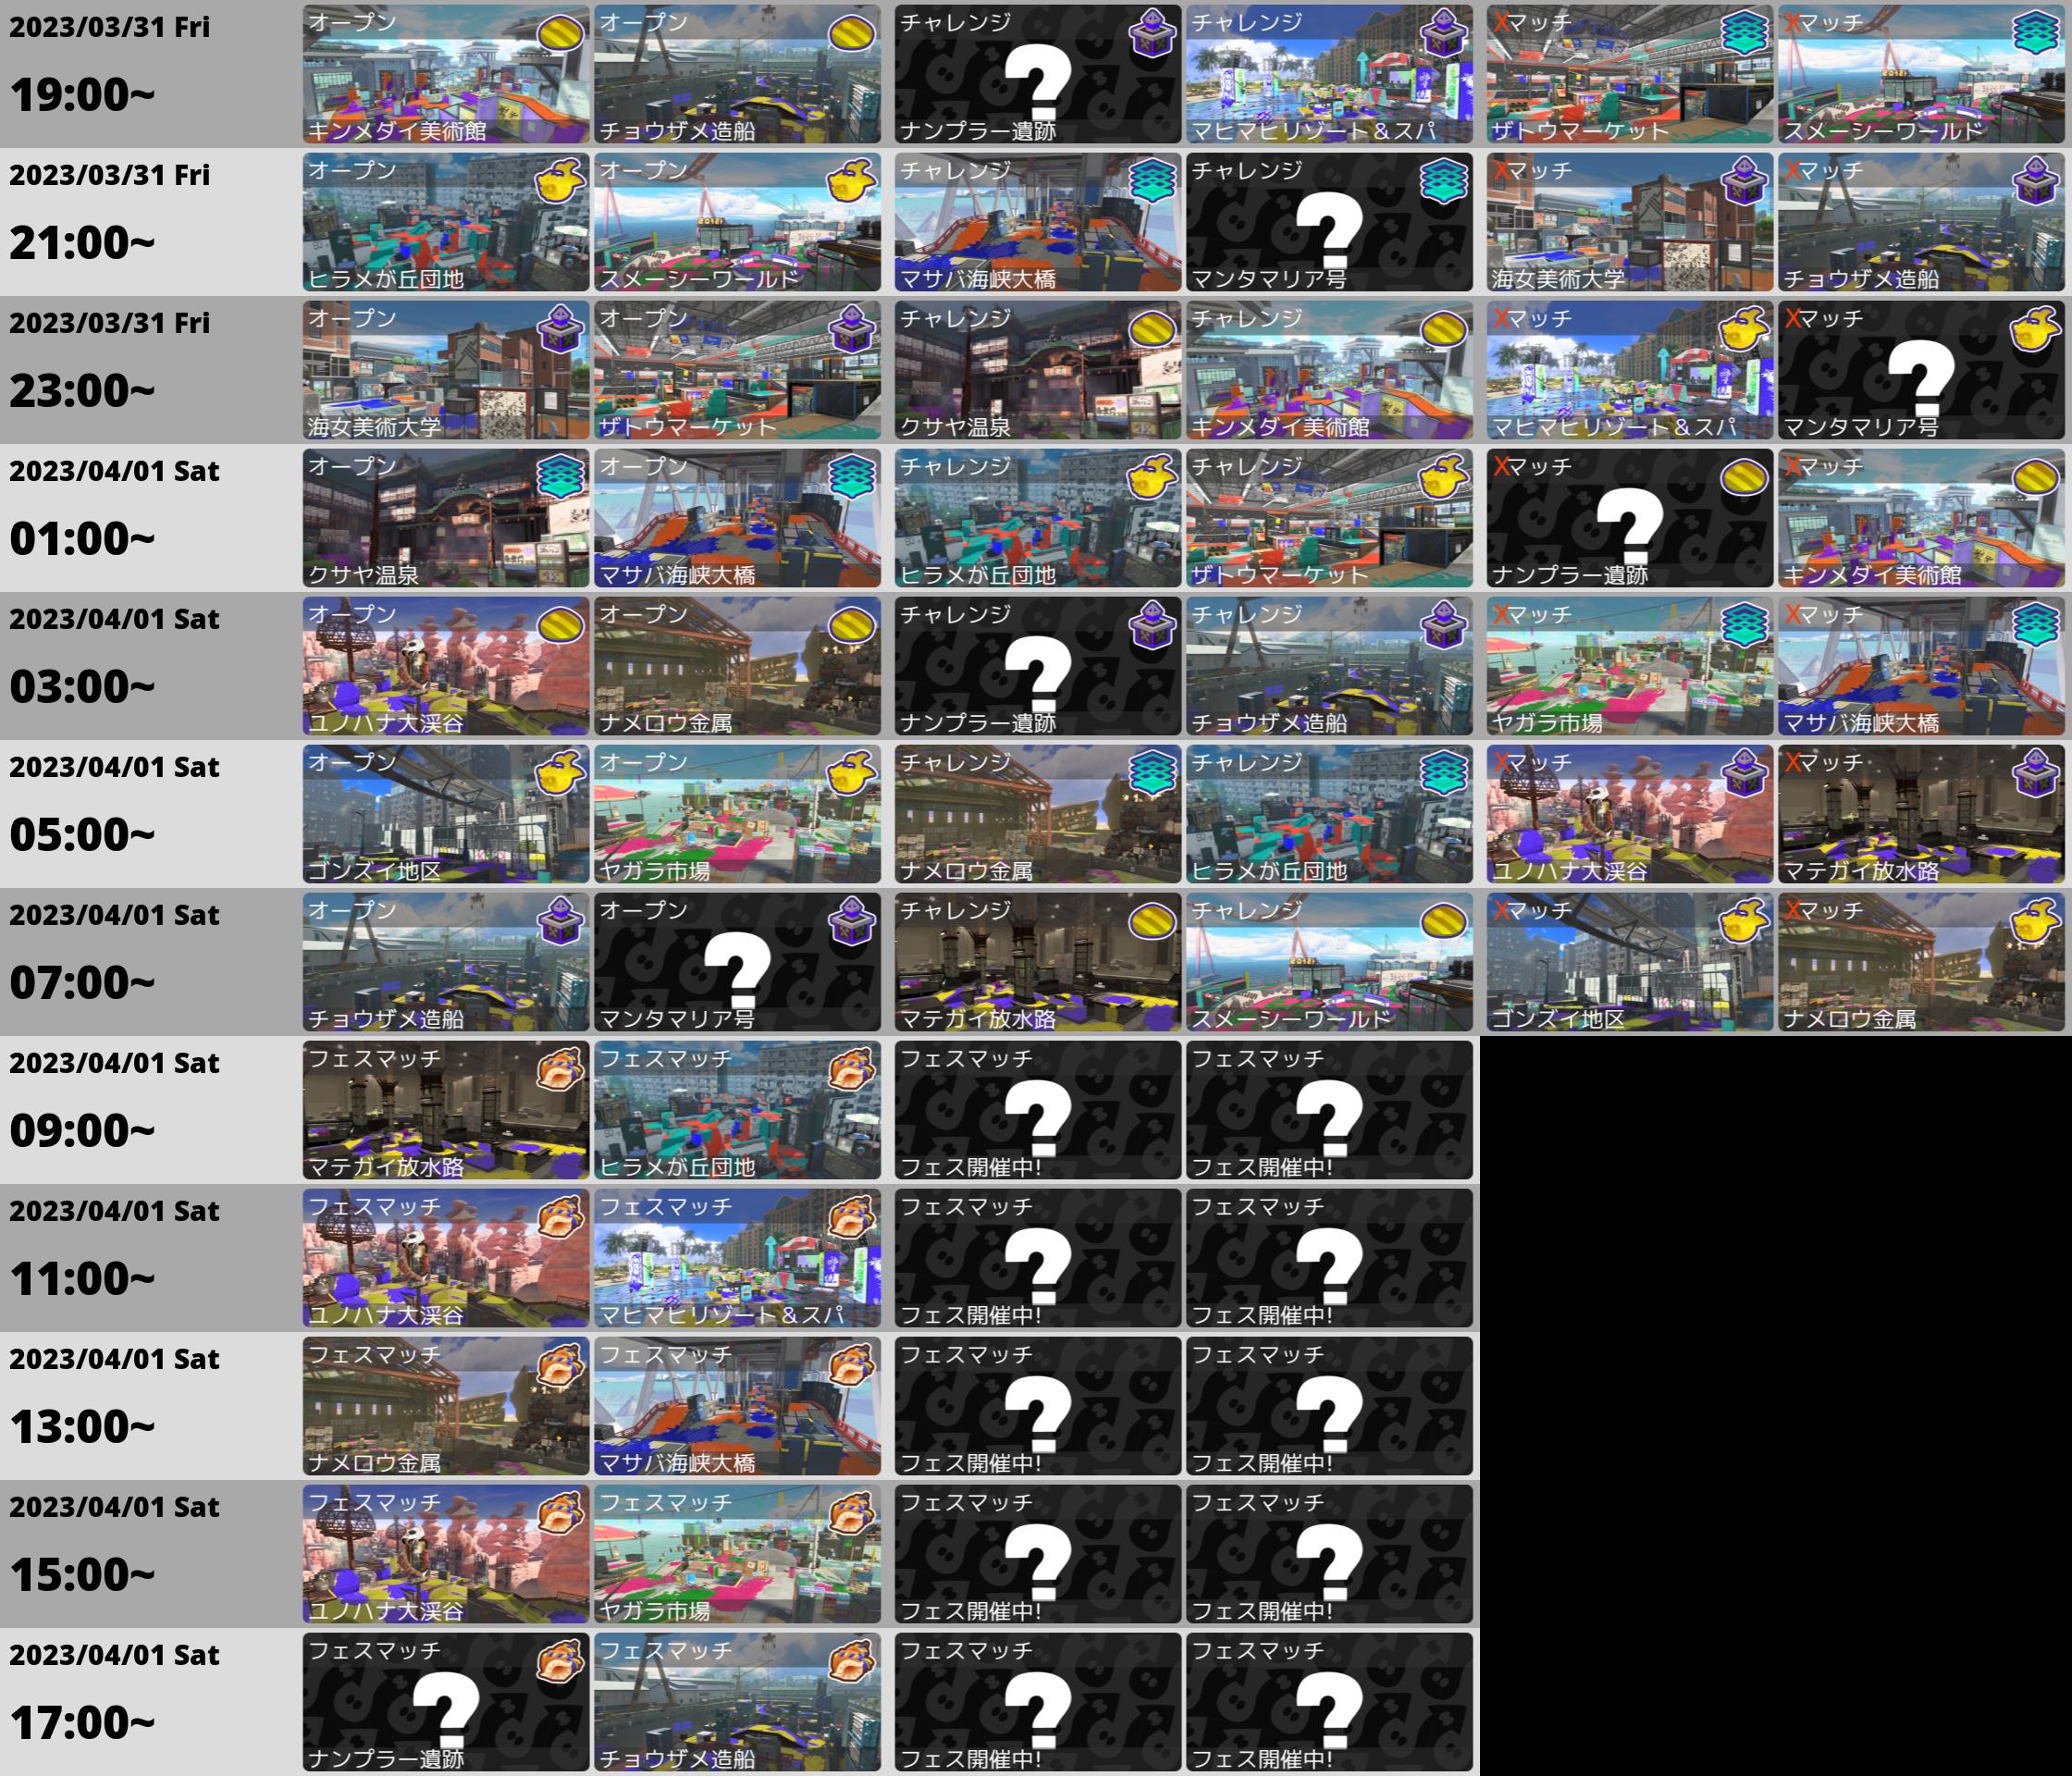 2023/03/31 Fri
19:00~
オープン
キンメダイ美術館
オープン
チョウザメ造船
チャレンジ
ナンプラー遺跡
チャレンジ
マヒマヒリゾート＆スパ
Xマッチ
ザトウマーケット
Xマッチ
スメーシーワールド
2023/03/31 Fri
21:00~
オープン
ヒラメが丘団地
オープン
スメーシーワールド
チャレンジ
マサバ海峡大橋
チャレンジ
マンタマリア号
Xマッチ
海女美術大学
Xマッチ
チョウザメ造船
2023/03/31 Fri
23:00~
オープン
海女美術大学
オープン
ザトウマーケット
チャレンジ
クサヤ温泉
チャレンジ
キンメダイ美術館
Xマッチ
マヒマヒリゾート＆スパ
Xマッチ
マンタマリア号
2023/04/01 Sat
01:00~
オープン
クサヤ温泉
オープン
マサバ海峡大橋
チャレンジ
ヒラメが丘団地
チャレンジ
ザトウマーケット
Xマッチ
ナンプラー遺跡
Xマッチ
キンメダイ美術館
2023/04/01 Sat
03:00~
オープン
ユノハナ大渓谷
オープン
ナメロウ金属
チャレンジ
ナンプラー遺跡
チャレンジ
チョウザメ造船
Xマッチ
ヤガラ市場
Xマッチ
マサバ海峡大橋
2023/04/01 Sat
05:00~
オープン
ゴンズイ地区
オープン
ヤガラ市場
チャレンジ
ナメロウ金属
チャレンジ
ヒラメが丘団地
Xマッチ
ユノハナ大渓谷
Xマッチ
マテガイ放水路
2023/04/01 Sat
07:00~
オープン
チョウザメ造船
オープン
マンタマリア号
チャレンジ
マテガイ放水路
チャレンジ
スメーシーワールド
Xマッチ
ゴンズイ地区
Xマッチ
ナメロウ金属
2023/04/01 Sat
09:00~
フェスマッチ
マテガイ放水路
フェスマッチ
ヒラメが丘団地
フェスマッチ
フェス開催中!
フェスマッチ
フェス開催中!
2023/04/01 Sat
11:00~
フェスマッチ
ユノハナ大渓谷
フェスマッチ
マヒマヒリゾート＆スパ
フェスマッチ
フェス開催中!
フェスマッチ
フェス開催中!
2023/04/01 Sat
13:00~
フェスマッチ
ナメロウ金属
フェスマッチ
マサバ海峡大橋
フェスマッチ
フェス開催中!
フェスマッチ
フェス開催中!
2023/04/01 Sat
15:00~
フェスマッチ
ユノハナ大渓谷
フェスマッチ
ヤガラ市場
フェスマッチ
フェス開催中!
フェスマッチ
フェス開催中!
2023/04/01 Sat
17:00~
フェスマッチ
ナンプラー遺跡
フェスマッチ
チョウザメ造船
フェスマッチ
フェス開催中!
フェスマッチ
フェス開催中!